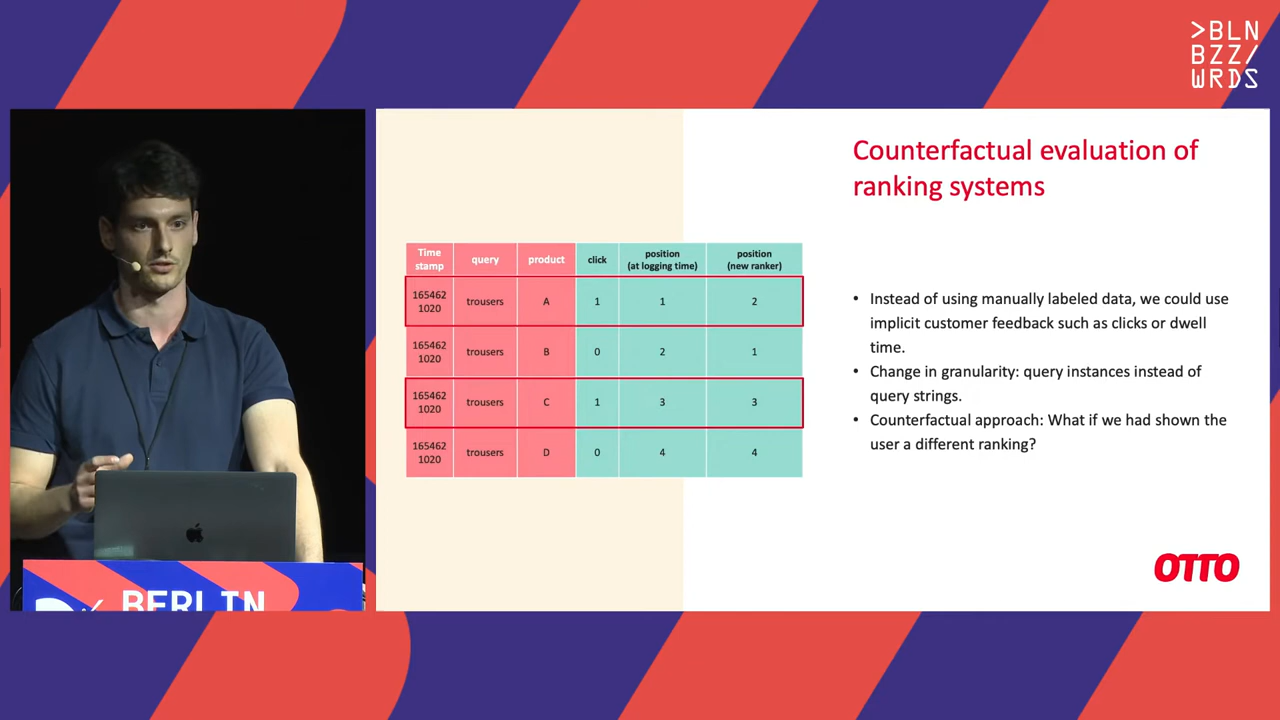 >BLN
BZZ/
WRDS
Counterfactual evaluation of
ranking systems
Time
stamp
query
product
click
position
(at logging time)
position
(new ranker)
165462
1020
trousers
A
1
1
2
165462
1020
trousers
B
0
2
1
165462
1020
trousers
C
1
3
3
165462
1020
trousers
D
0
4
4
• Instead of using manually labeled data, we could use
implicit customer feedback such as clicks or dwell
time.
• Change in granularity: query instances instead of
query strings.
• Counterfactual approach: What if we had shown the
user a different ranking?
OTTO
BERLIN